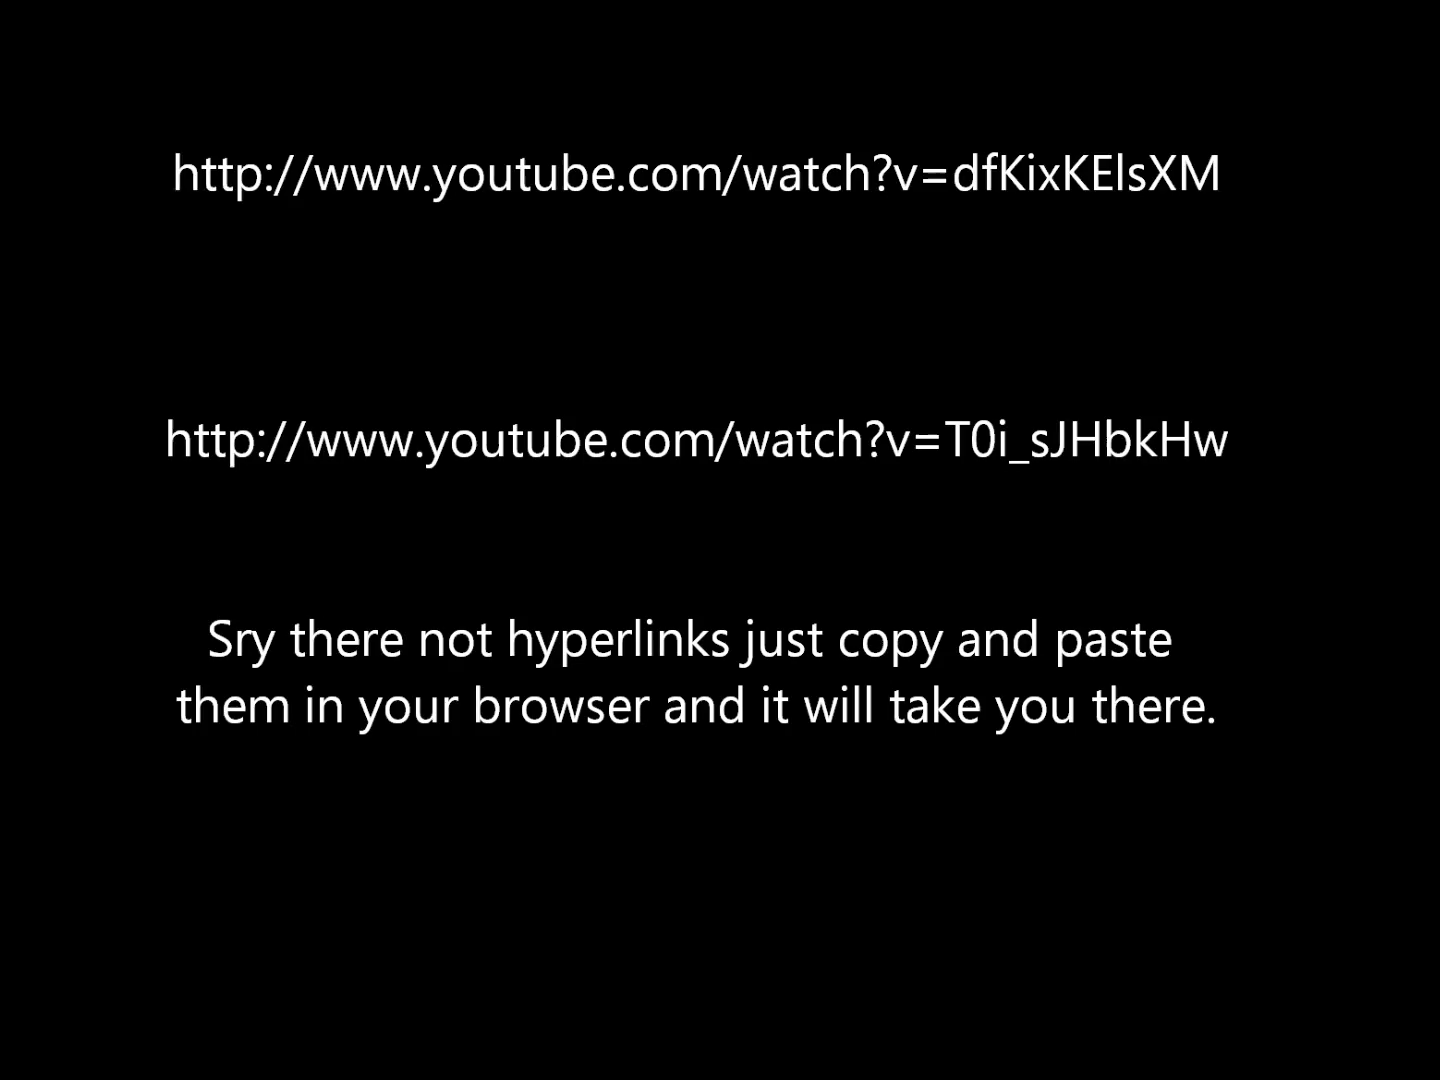 http://www.youtube.com/watch?v=dfKixKElsXM
http://www.youtube.com/watch?v=T0i_sJHbkHw
Sry there not hyperlinks just copy and paste
them in your browser and it will take you there.